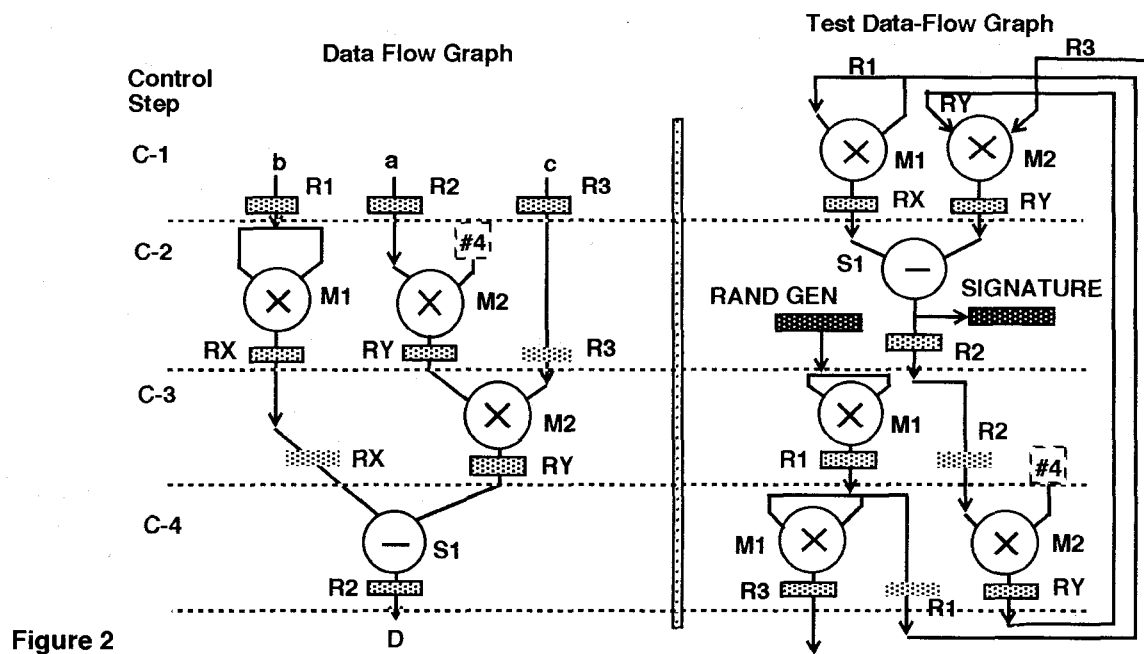 Test Data-Flow Graph
Data Flow Graph
Control
Step
R1
R3
RY
M1
M2
C-1
b
a
c
R1
R2
R3
RX
RY
C-2
#4
M1
M2
S1
RAND GEN
SIGNATURE
RX
RY
R3
R2
C-3
M2
M1
R2
RX
RY
R1
#4
C-4
S1
M1
M2
R2
R3
R1
RY
D
Figure 2